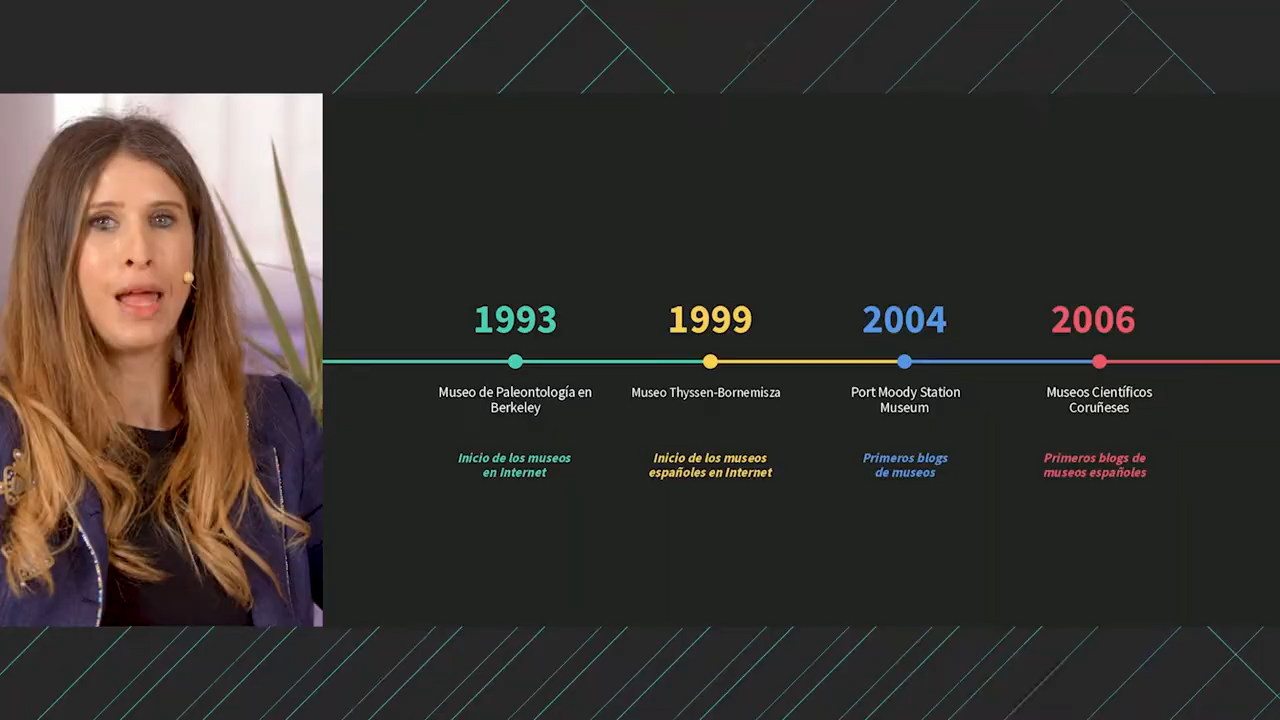 1993
1999
2004
2006
Museo de Paleontología en
Berkeley
Museo Thyssen-Bornemisza
Port Moody Station
Museum
Museos Científicos
Coruñeses
Inicio de los museos
en Internet
Inicio de los museos
españoles en Internet
Primeros blogs
de museos
Primeros blogs de
museos españoles